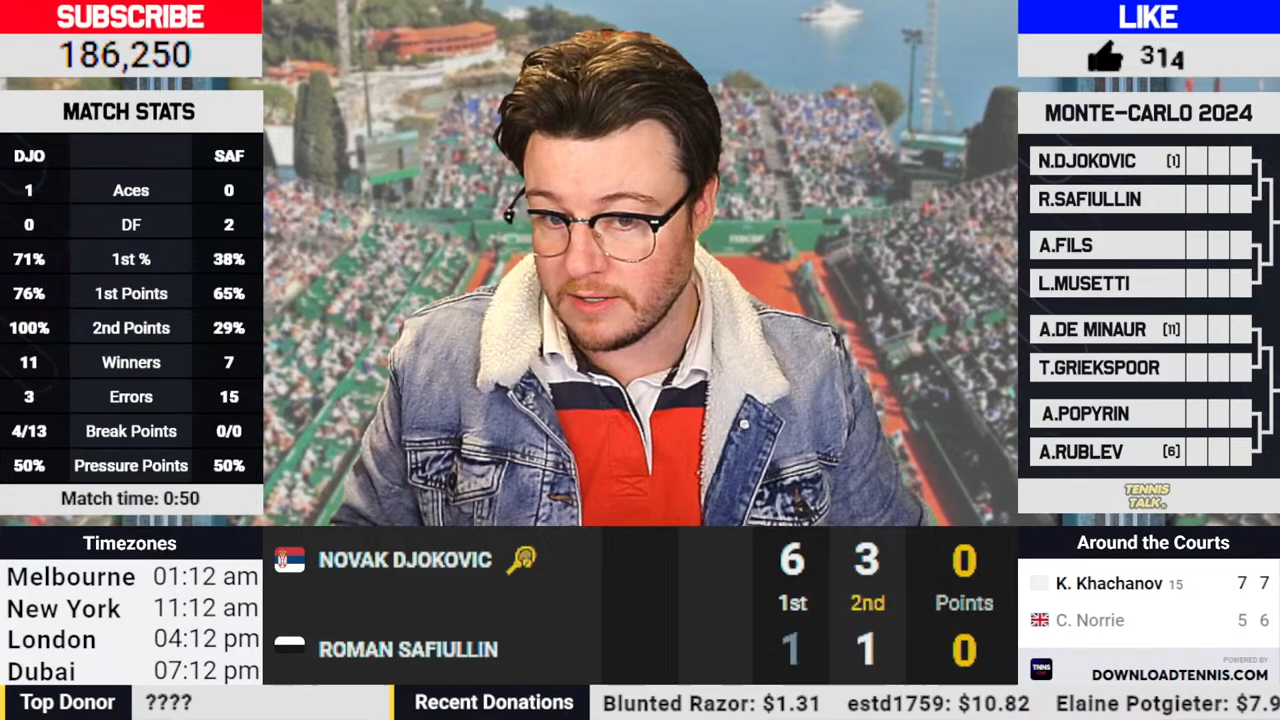 SUBSCRIBE
186,250
MATCH STATS
DJO SAF
1 Aces 0
0 DF 2
71% 1st % 38%
76% 1st Points 65%
100% 2nd Points 29%
11 Winners 7
3 Errors 15
4/13 Break Points 0/0
50% Pressure Points 50%
Match time: 0:50
Timezones
Melbourne 01:12 am
New York 11:12 am
London 04:12 pm
Dubai 07:12 pm
NOVAK DJOKOVIC 6 3 0
1st 2nd Points
ROMAN SAFIULLIN 1 1 0
LIKE
314
MONTE-CARLO 2024
N.DJOKOVIC [1]
R.SAFIULLIN
A.FILS
L.MUSETTI
A.DE MINAUR [11]
T.GRIEKSPOOR
A.POPYRIN
A.RUBLEV [6]
TENNIS
TALK.
Around the Courts
K. Khachanov 15 7 7
C. Norrie 5 6
TNNS
POWERED BY
DOWNLOADTENNIS.COM
Top Donor ???? Recent Donations Blunted Razor: $1.31 estd1759: $10.82 Elaine Potgieter: $7.9